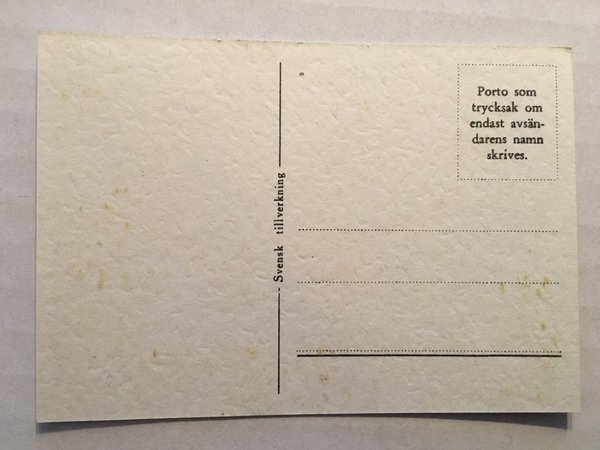 Porto som
trycksak om
endast avsän-
darens namn
skrives.
Svensk tillverkning